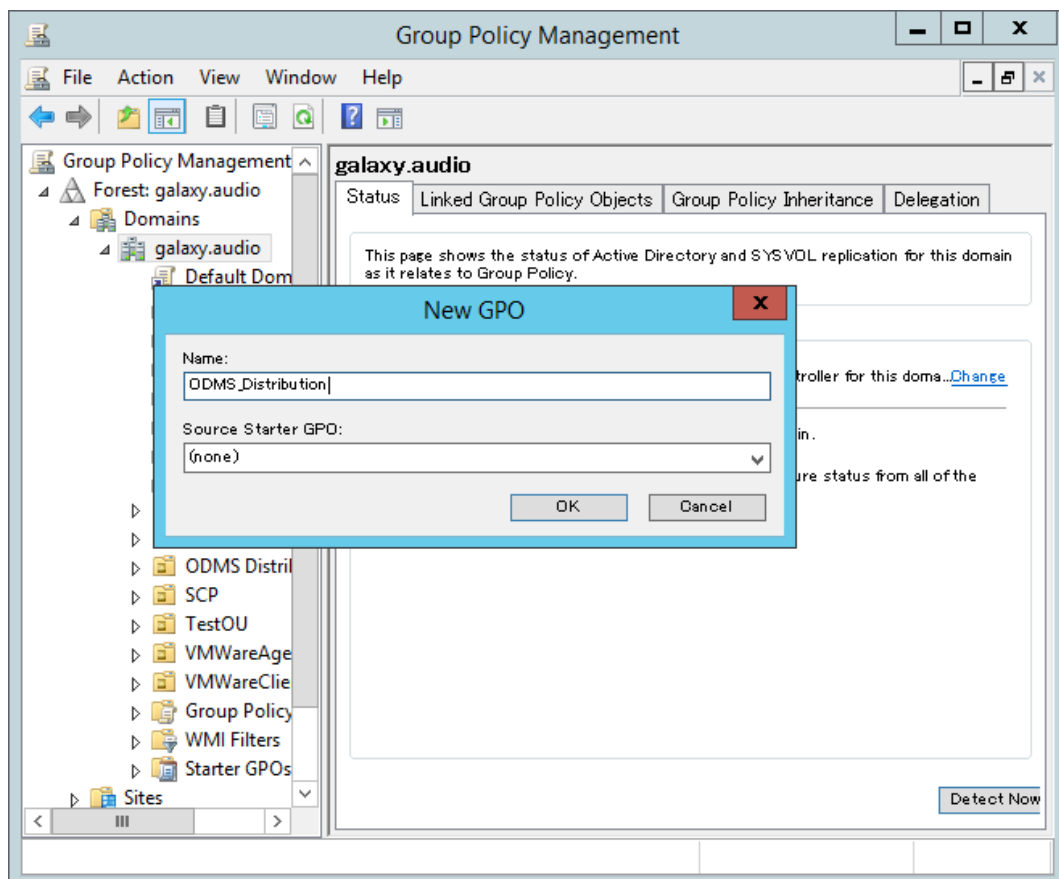 Group Policy Management
File Action View Window Help
Group Policy Management
Forest: galaxy.audio
Domains
galaxy.audio
Default Dom
ODMS Distril
SCP
TestOU
VMWareAge
VMWareClie
Group Policy
WMI Filters
Starter GPOs
Sites
galaxy.audio
Status Linked Group Policy Objects Group Policy Inheritance Delegation
This page shows the status of Active Directory and SYSVOL replication for this domain
as it relates to Group Policy.
troller for this doma...Change
in.
ure status from all of the
Detect Now
New GPO
Name:
ODMS_Distribution
Source Starter GPO:
(none)
OK Cancel